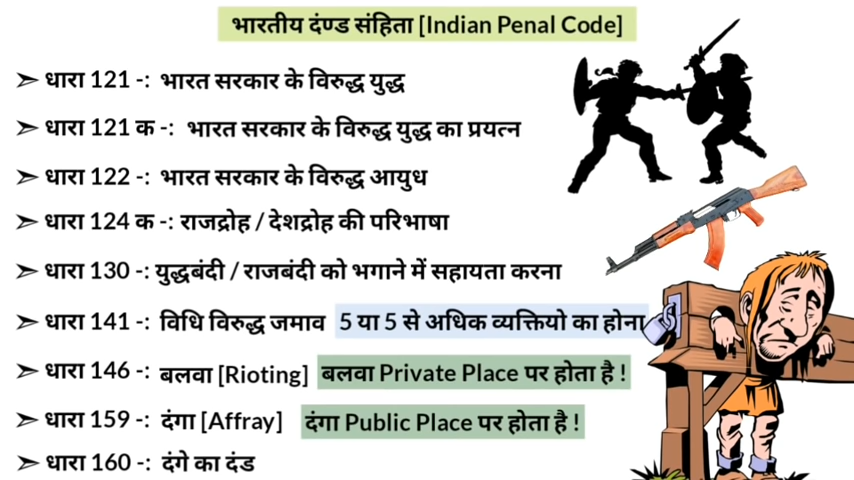 भारतीय दंण्ड संहिता [Indian Penal Code]
➣ धारा 121 -: भारत सरकार के विरुद्ध युद्ध
➣ धारा 121 क -: भारत सरकार के विरुद्ध युद्ध का प्रयत्न
➣ धारा 122 -: भारत सरकार के विरुद्ध आयुध
➣ धारा 124 क -: राजद्रोह / देशद्रोह की परिभाषा
➣ धारा 130 -: युद्धबंदी / राजबंदी को भगाने में सहायता करना
➣ धारा 141 -: विधि विरुद्ध जमाव 5 या 5 से अधिक व्यक्तियो का होना
➣ धारा 146 -: बलवा [Rioting] बलवा Private Place पर होता है !
➣ धारा 159 -: दंगा [Affray] दंगा Public Place पर होता है !
➣ धारा 160 -: दंगे का दंड